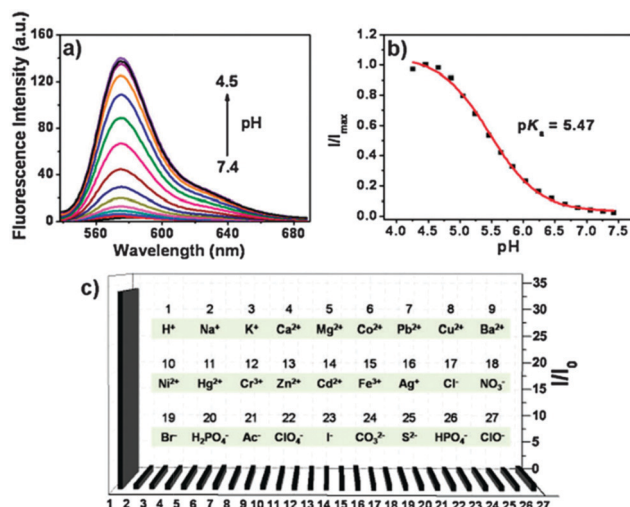 a)
Fluorescence Intensity (a.u.)
160
120
80
40
0
4.5
pH
7.4
560 600 640 680
Wavelength (nm)
b)
I/Imax
1.0
0.8
0.6
0.4
0.2
0.0
pKa = 5.47
4.0 4.5 5.0 5.5 6.0 6.5 7.0 7.5
pH
c)
1 2 3 4 5 6 7 8 9
H⁺ Na⁺ K⁺ Ca²⁺ Mg²⁺ Co²⁺ Pb²⁺ Cu²⁺ Ba²⁺
10 11 12 13 14 15 16 17 18
Ni²⁺ Hg²⁺ Cr³⁺ Zn²⁺ Cd²⁺ Fe³⁺ Ag⁺ Cl⁻ NO₃⁻
19 20 21 22 23 24 25 26 27
Br⁻ H₂PO₄⁻ Ac⁻ ClO₄⁻ I⁻ CO₃²⁻ S²⁻ HPO₄⁻ ClO⁻
35
30
25
20
15
10
5
0
I/I₀
1 2 3 4 5 6 7 8 9 10 11 12 13 14 15 16 17 18 19 20 21 22 23 24 25 26 27